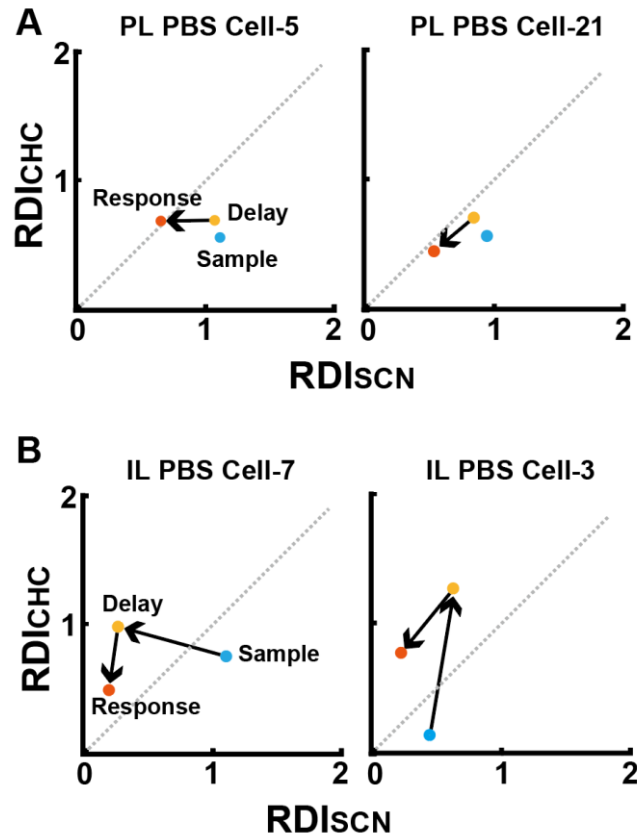 A
PL PBS Cell-5
PL PBS Cell-21
2
1
0
RDICHC
Response
Delay
Sample
0 1 2
0 1 2
RDISCN
B
IL PBS Cell-7
IL PBS Cell-3
2
1
RDICHC
Delay
Sample
Response
0 1 2
0 1 2
RDISCN